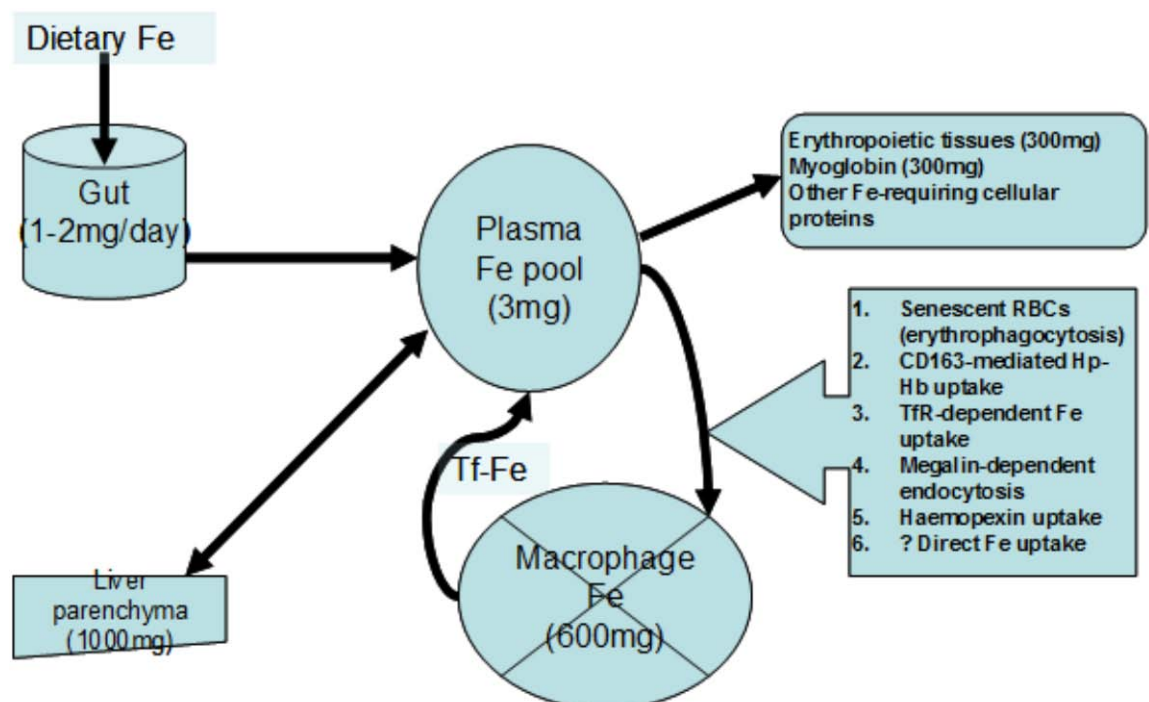 Dietary Fe
Gut
(1-2mg/day)
Plasma
Fe pool
(3mg)
Erythropoietic tissues (300mg)
Myoglobin (300mg)
Other Fe-requiring cellular
proteins
1. Senescent RBCs
(erythrophagocytosis)
2. CD163-mediated Hp-
Hb uptake
3. TfR-dependent Fe
uptake
4. Megalin-dependent
endocytosis
5. Haemopexin uptake
6. ? Direct Fe uptake
Tf-Fe
Macrophage
Fe
(600mg)
Liver
parenchyma
(1000mg)